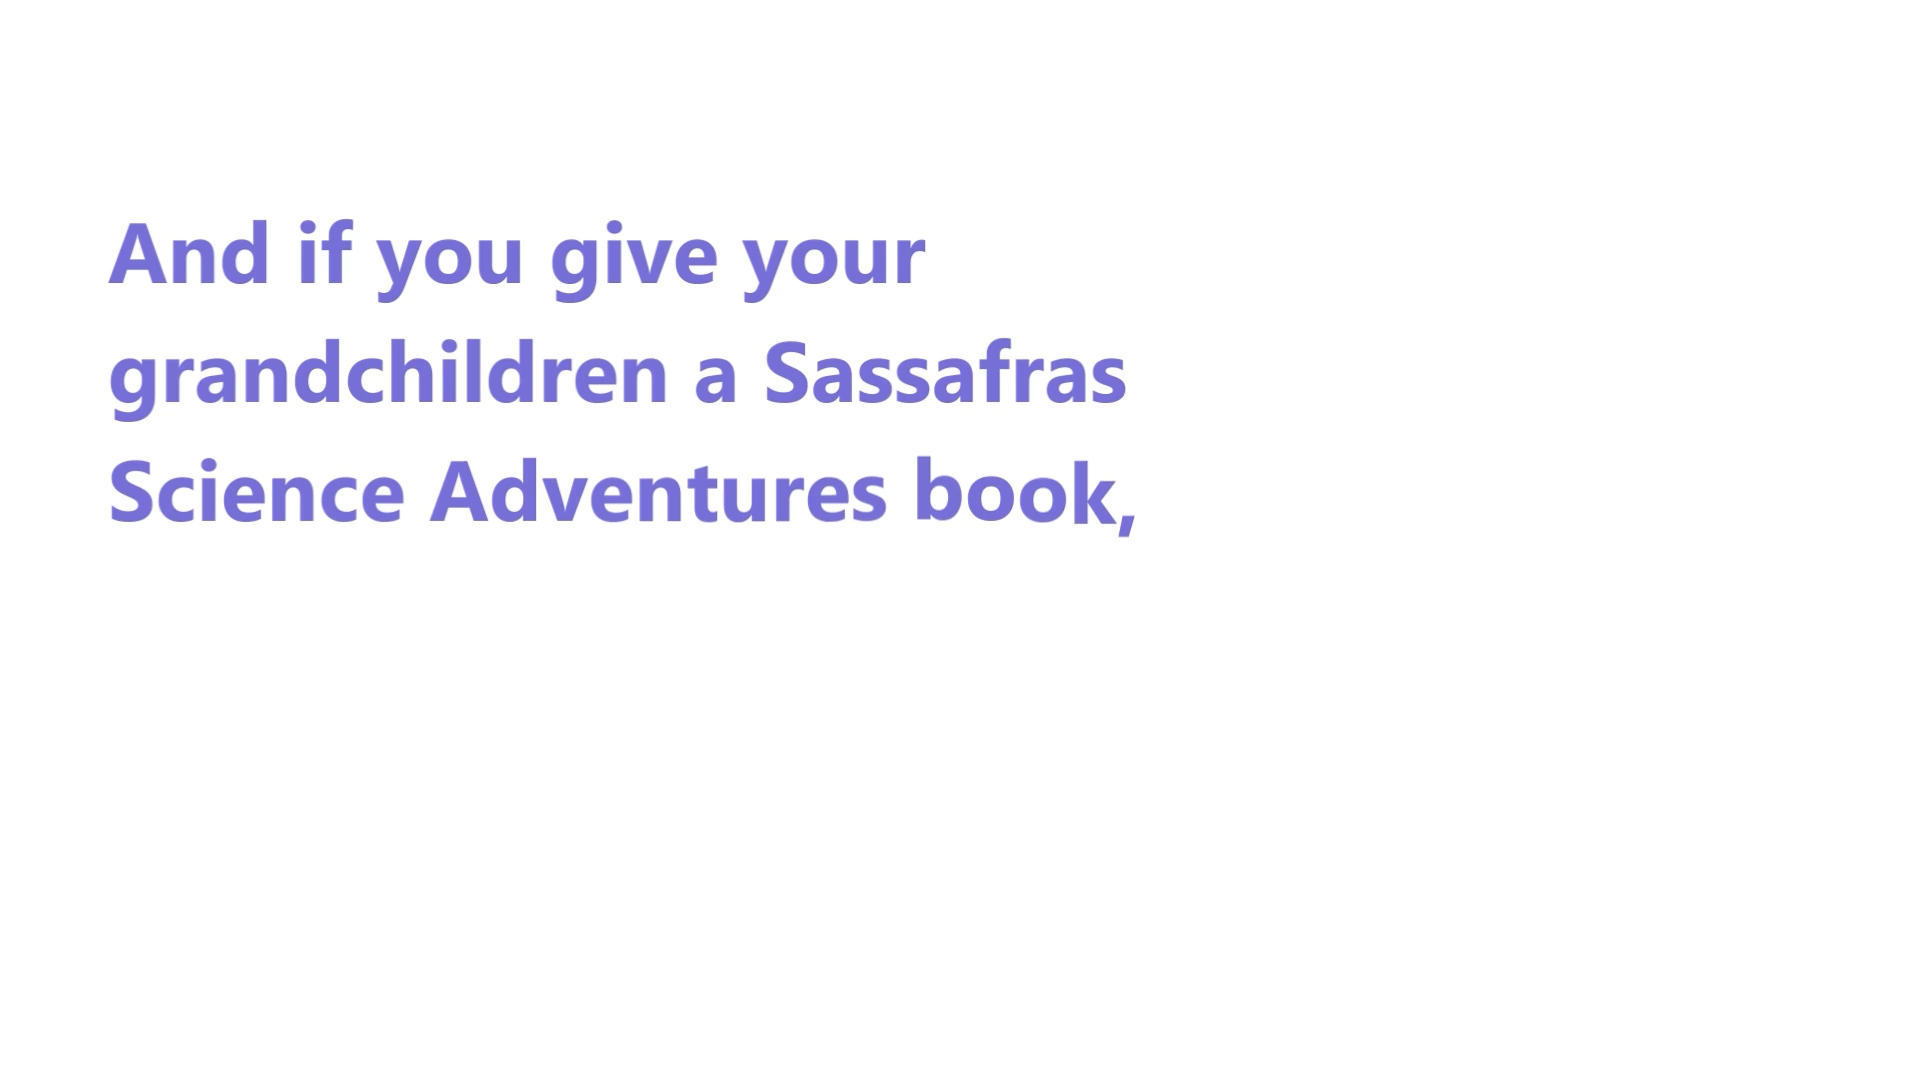 And if you give your
grandchildren a Sassafras
Science Adventures book,